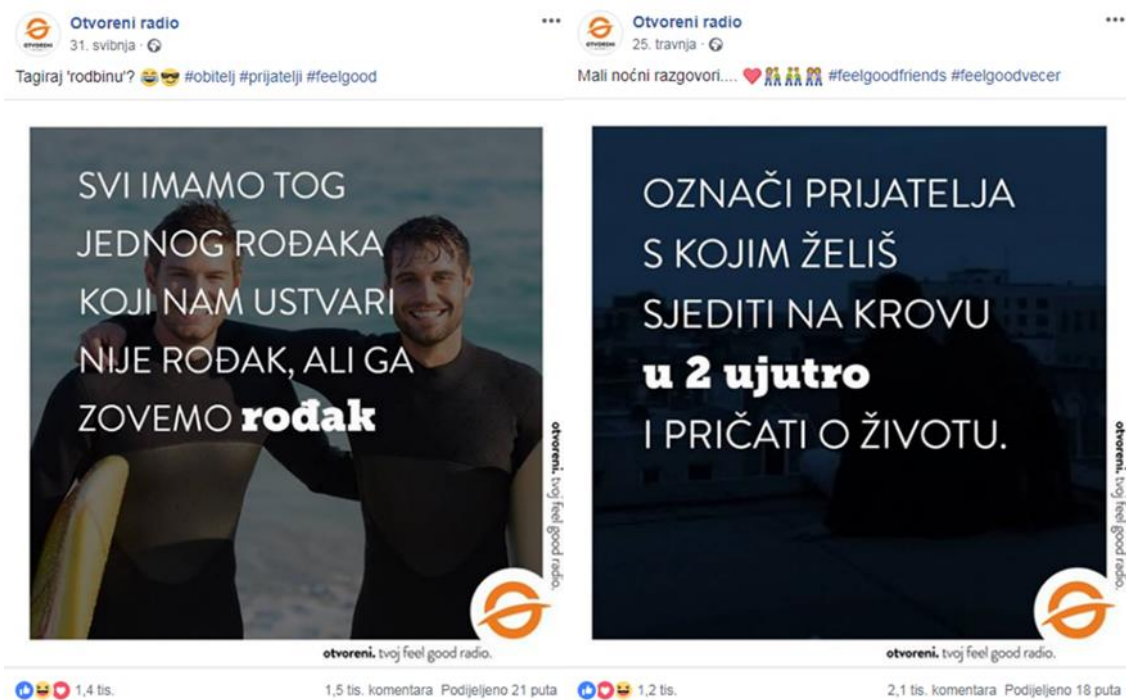 Otvoreni radio
31. svibnja
Tagiraj 'rodbinu'? #obitelj #prijatelji #feelgood
SVI IMAMO TOG
JEDNOG ROĐAKA
KOJI NAM USTVARI
NIJE ROĐAK, ALI GA
ZOVEMO rođak
otvoreni. tvoj feel good radio.
otvoreni. tvoj feel good radio.
1,4 tis. 1,5 tis. komentara Podijeljeno 21 puta
Otvoreni radio
25. travnja
Mali noćni razgovori.... #feelgoodfriends #feelgoodvecer
OZNAČI PRIJATELJA
S KOJIM ŽELIŠ
SJEDITI NA KROVU
u 2 ujutro
I PRIČATI O ŽIVOTU.
otvoreni. tvoj feel good radio.
otvoreni. tvoj feel good radio.
1,2 tis. 2,1 tis. komentara Podijeljeno 18 puta